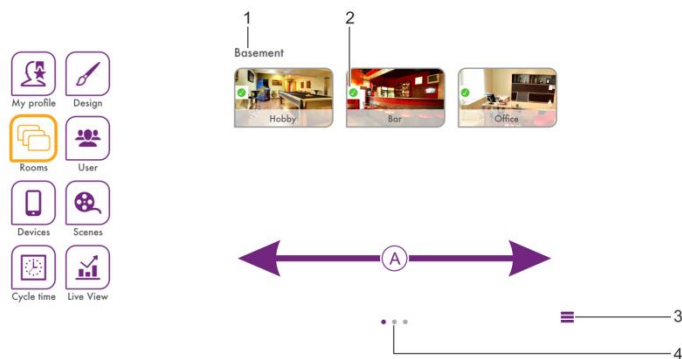 1 2
Basement
My profile Design
Hobby Bar Office
Rooms User
Devices Scenes
A
Cycle time Live View
3
4